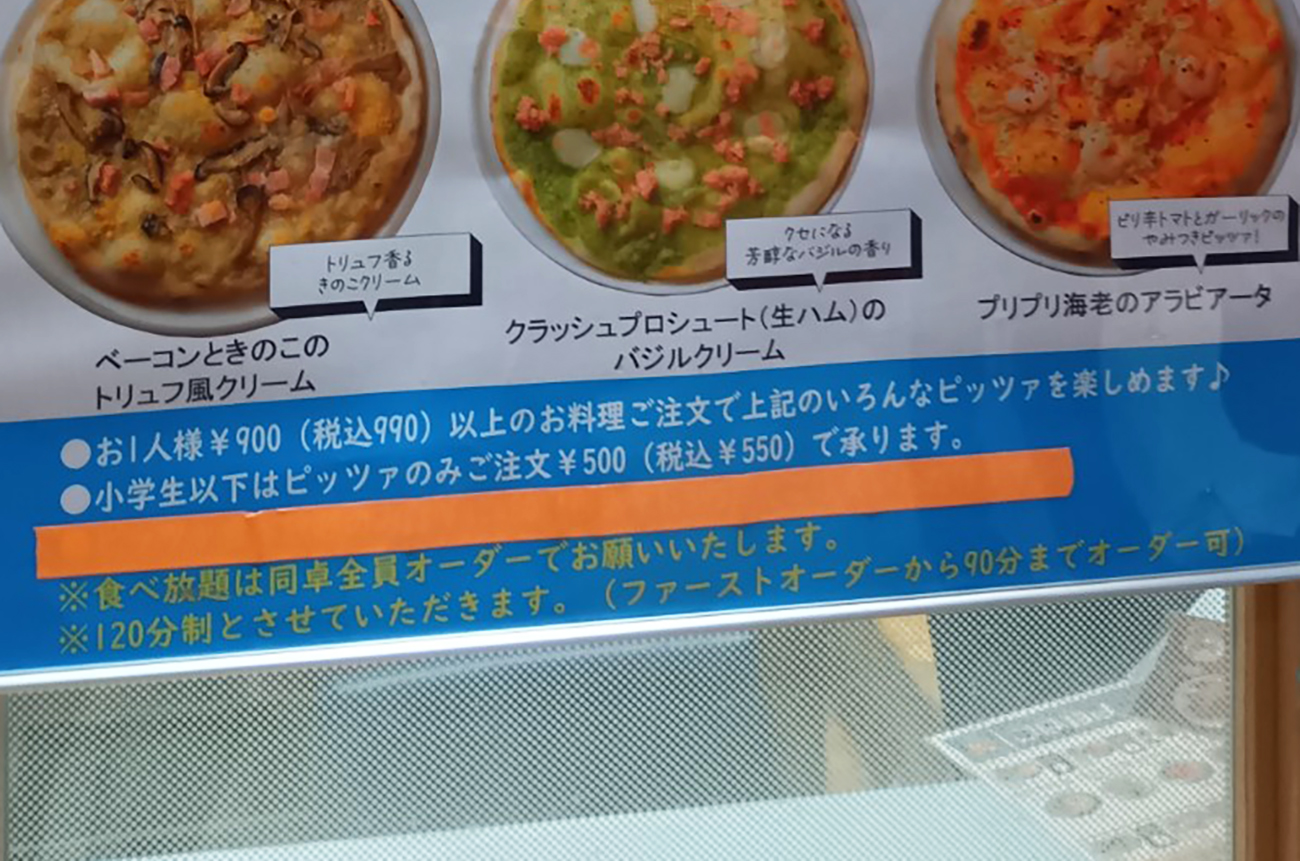 トリュフ香る
きのこクリーム
ベーコンときのこの
トリュフ風クリーム
クセになる
芳醇なバジルの香り
クラッシュプロシュート(生ハム)の
バジルクリーム
ピリ辛トマトとガーリックの
やみつきピッツァ!
プリプリ海老のアラビアータ
●お1人様¥900(税込990)以上のお料理ご注文で上記のいろんなピッツァを楽しめます♪
●小学生以下はピッツァのみご注文¥500(税込¥550)で承ります。
※食べ放題は同卓全員オーダーでお願いいたします。
※120分制とさせていただきます。(ファーストオーダーから90分までオーダー可)